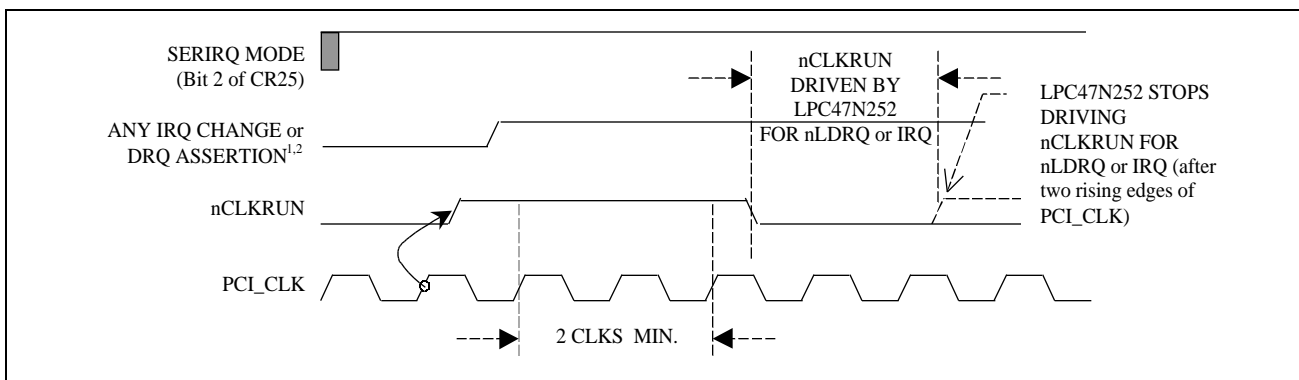 SERIRQ MODE
(Bit 2 of CR25)
nCLKRUN
DRIVEN BY
LPC47N252
FOR nLDRQ or IRQ
LPC47N252 STOPS
DRIVING
nCLKRUN FOR
nLDRQ or IRQ (after
two rising edges of
PCI_CLK)
ANY IRQ CHANGE or
DRQ ASSERTION1,2
nCLKRUN
PCI_CLK
2 CLKS MIN.